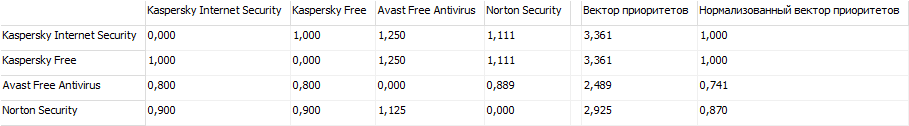 Kaspersky Internet Security Kaspersky Free Avast Free Antivirus Norton Security Вектор приоритетов Нормализованный вектор приоритетов
Kaspersky Internet Security 0,000 1,000 1,250 1,111 3,361 1,000
Kaspersky Free 1,000 0,000 1,250 1,111 3,361 1,000
Avast Free Antivirus 0,800 0,800 0,000 0,889 2,489 0,741
Norton Security 0,900 0,900 1,125 0,000 2,925 0,870